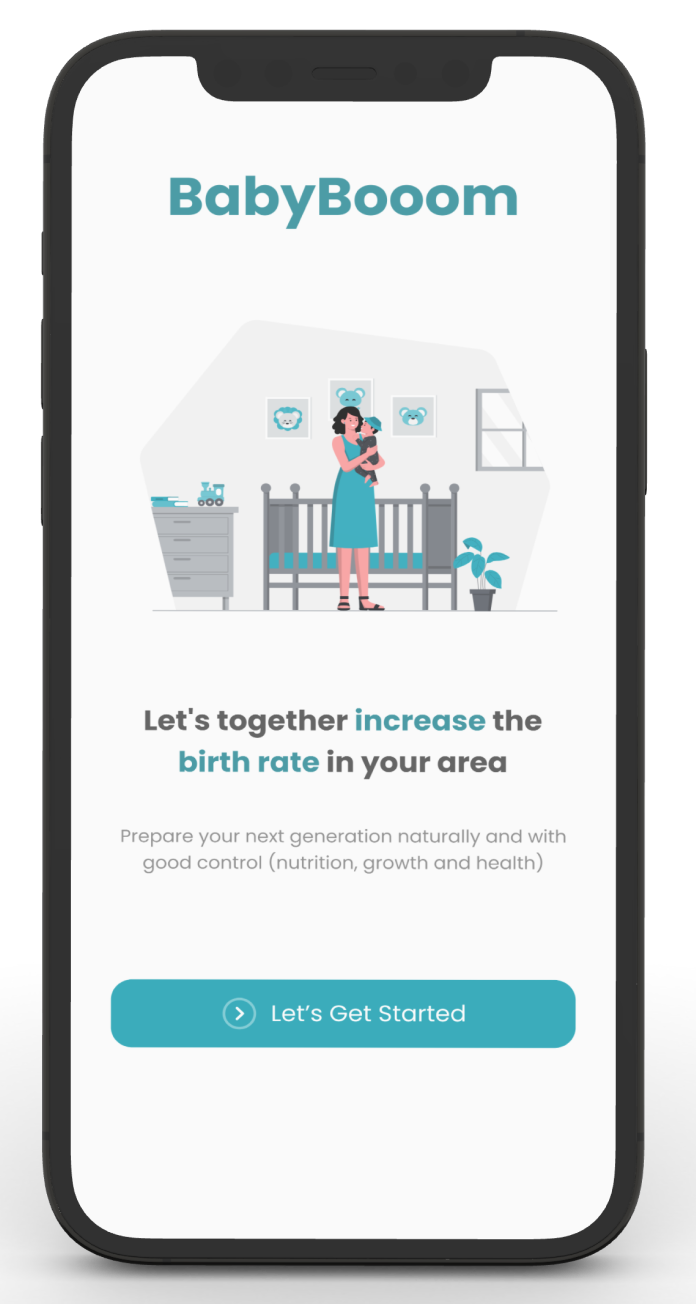 BabyBooom
Let's together increase the
birth rate in your area
Prepare your next generation naturally and with
good control (nutrition, growth and health)
Let’s Get Started